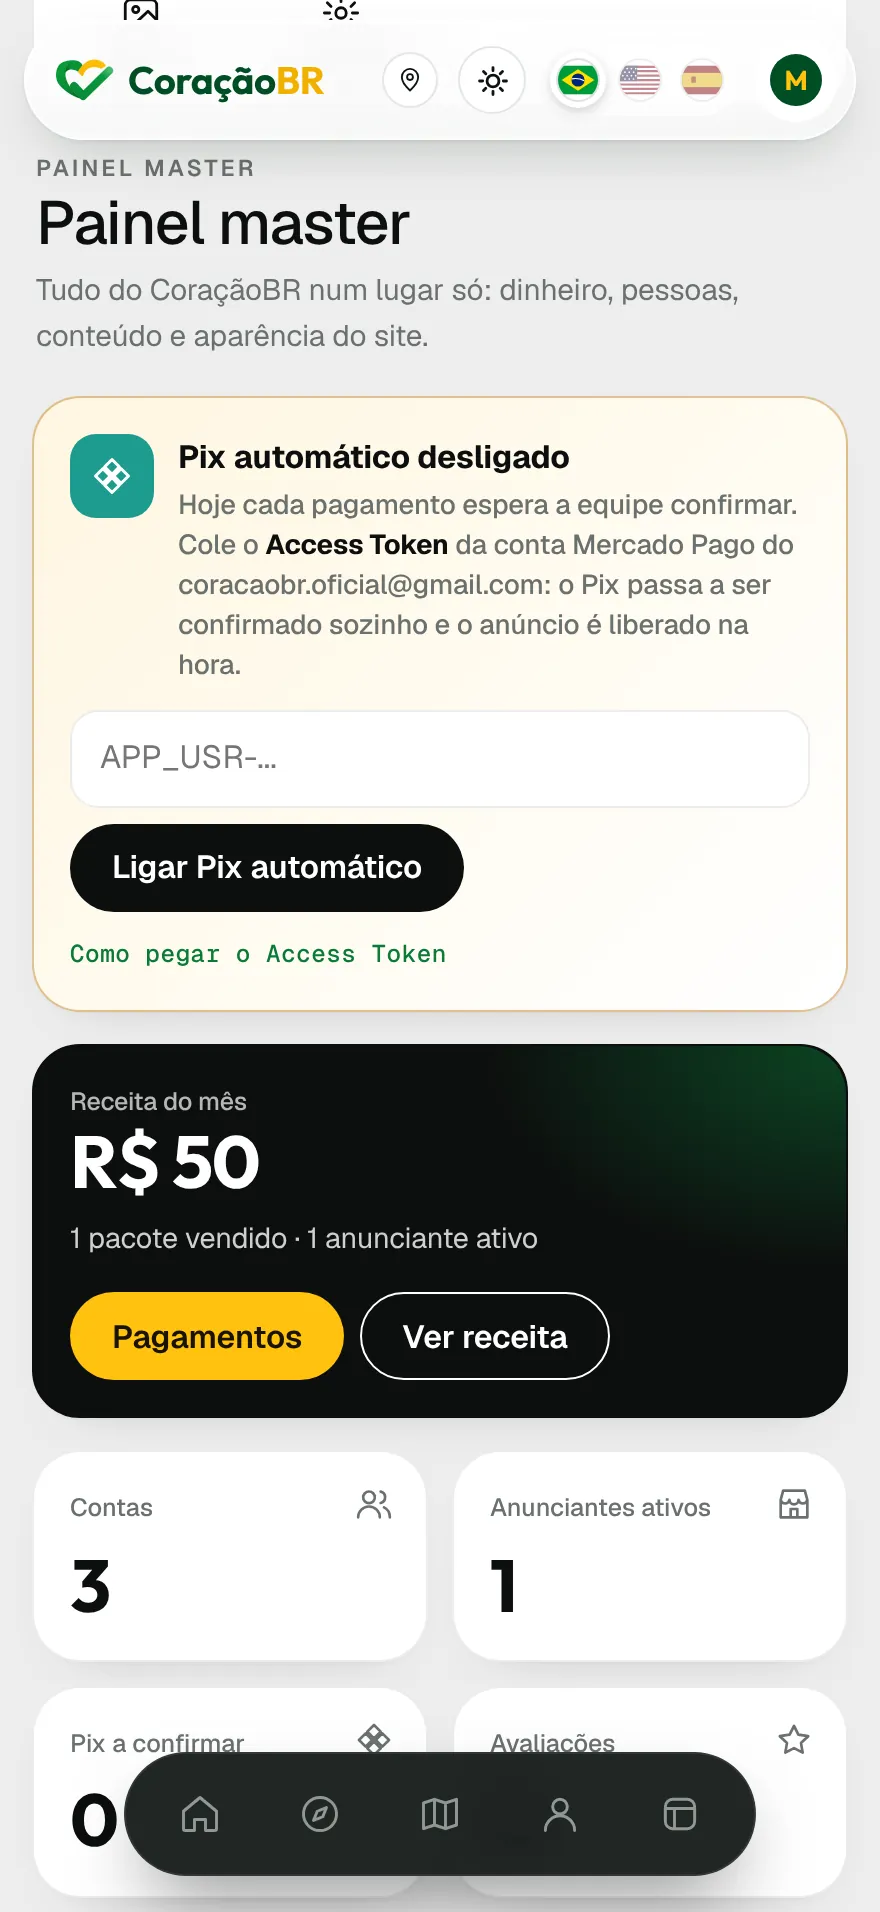 CoraçãoBR
M
PAINEL MASTER
Painel master
Tudo do CoraçãoBR num lugar só: dinheiro, pessoas,
conteúdo e aparência do site.
Pix automático desligado
Hoje cada pagamento espera a equipe confirmar.
Cole o Access Token da conta Mercado Pago do
coracaobr.oficial@gmail.com: o Pix passa a ser
confirmado sozinho e o anúncio é liberado na
hora.
APP_USR-...
Ligar Pix automático
Como pegar o Access Token
Receita do mês
R$ 50
1 pacote vendido · 1 anunciante ativo
Pagamentos
Ver receita
Contas
3
Anunciantes ativos
1
Pix a confirmar
0
Avaliações